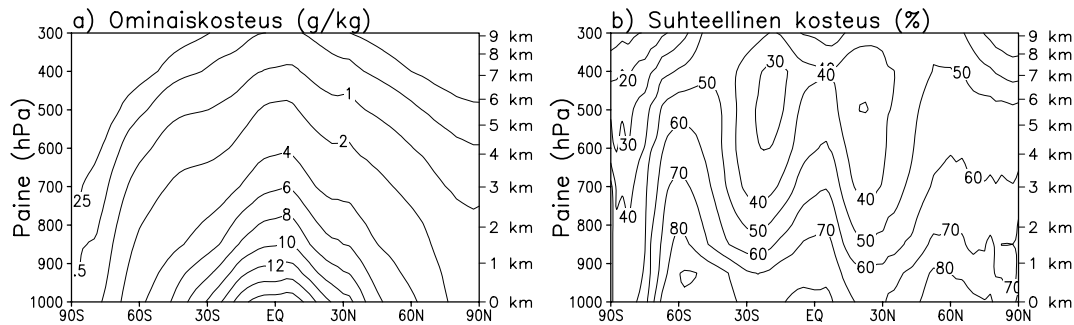 a) Ominaiskosteus (g/kg)
300
400
500
600
700
800
900
1000
Paine (hPa)
90S 60S 30S EQ 30N 60N 90N
9 km
8 km
7 km
6 km
5 km
4 km
3 km
2 km
1 km
0 km
25
.5
1
2
4
6
8
10
12
b) Suhteellinen kosteus (%)
300
400
500
600
700
800
900
1000
Paine (hPa)
90S 60S 30S EQ 30N 60N 90N
9 km
8 km
7 km
6 km
5 km
4 km
3 km
2 km
1 km
0 km
20
30
40
50
60
70
80
30
40
40
50
60
40
50
60
70
50
60
70
80
70